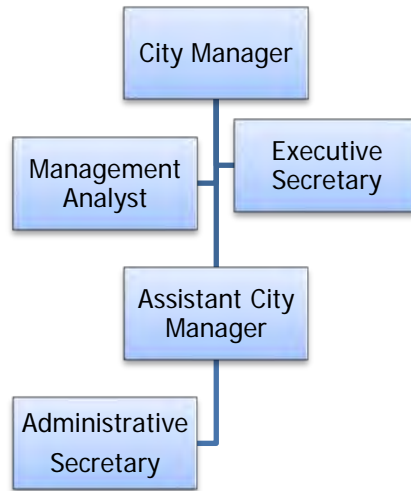 City Manager
Executive
Secretary
Management
Analyst
Assistant City
Manager
Administrative
Secretary